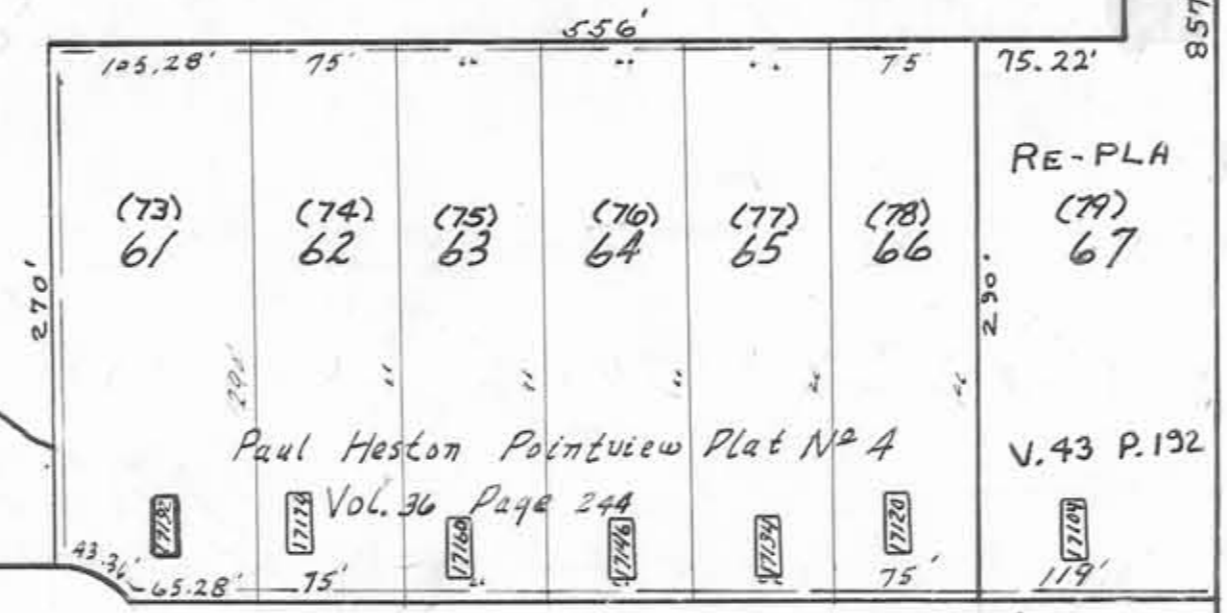 556'
857
105.28' 75' " " " 75 75.22'
RE-PLA
(73) (74) (75) (76) (77) (78) (79)
61 62 63 64 65 66 67
270' 290'
" " " " "
Paul Heston Pointview Plat Nº 4
V.43 P.192
Vol. 36 Page 244
17160 17146 17134 17120 17104
43.36' 65.28' 75' " " " 75' 119'